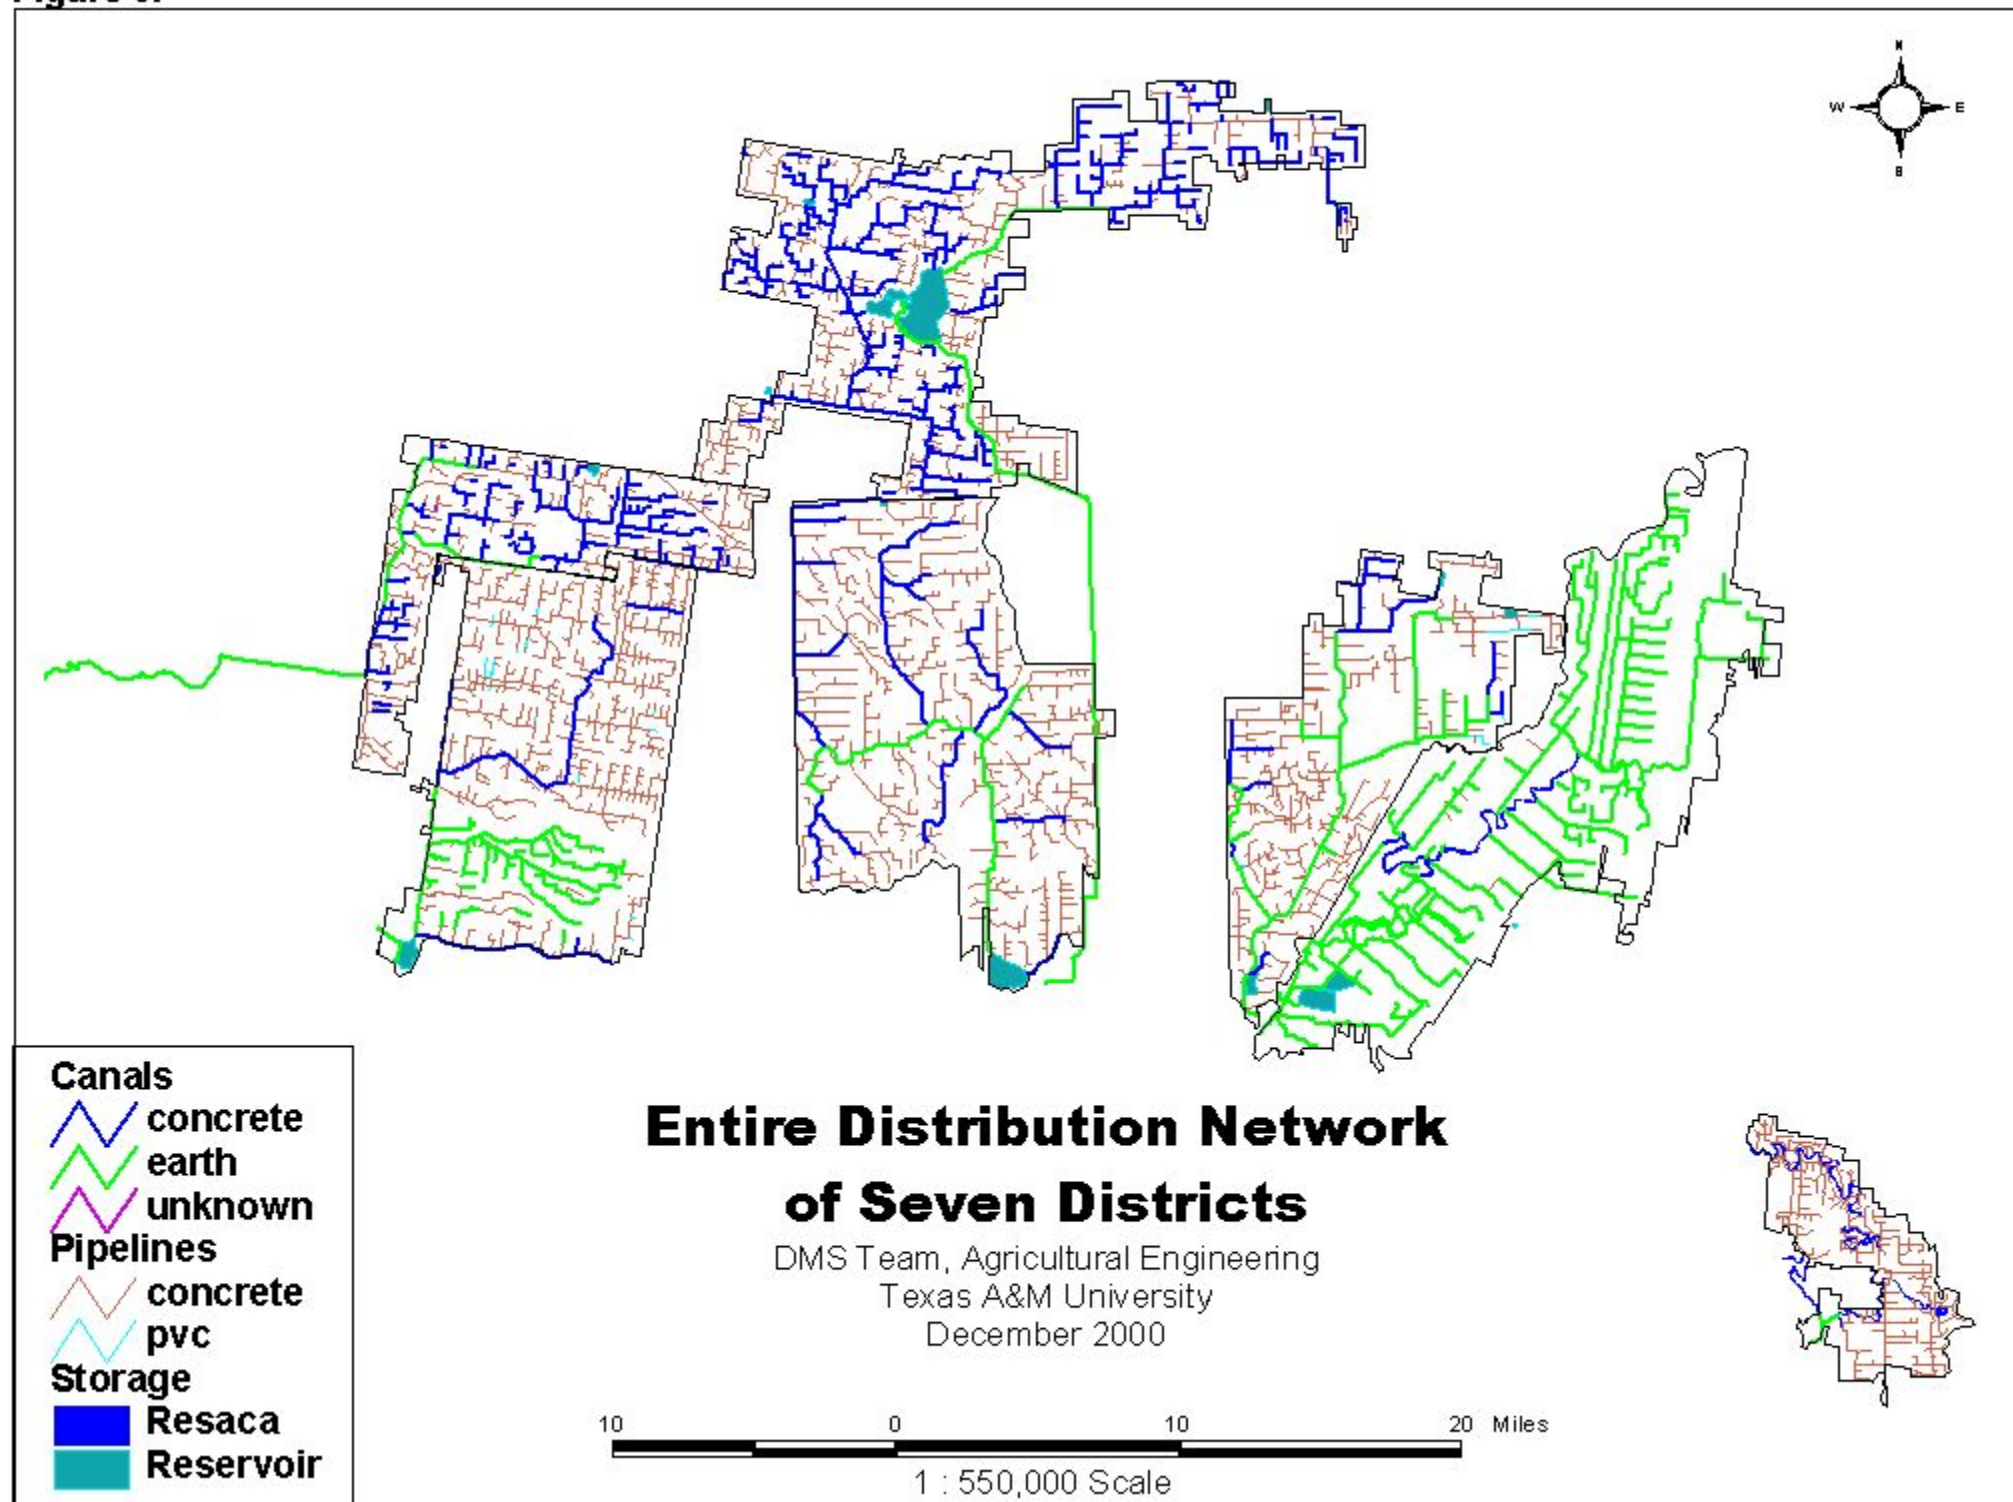 N
W E
S
Canals
concrete
earth
unknown
Pipelines
concrete
pvc
Storage
Resaca
Reservoir
Entire Distribution Network
of Seven Districts
DMS Team, Agricultural Engineering
Texas A&M University
December 2000
10 0 10 20 Miles
1 : 550,000 Scale